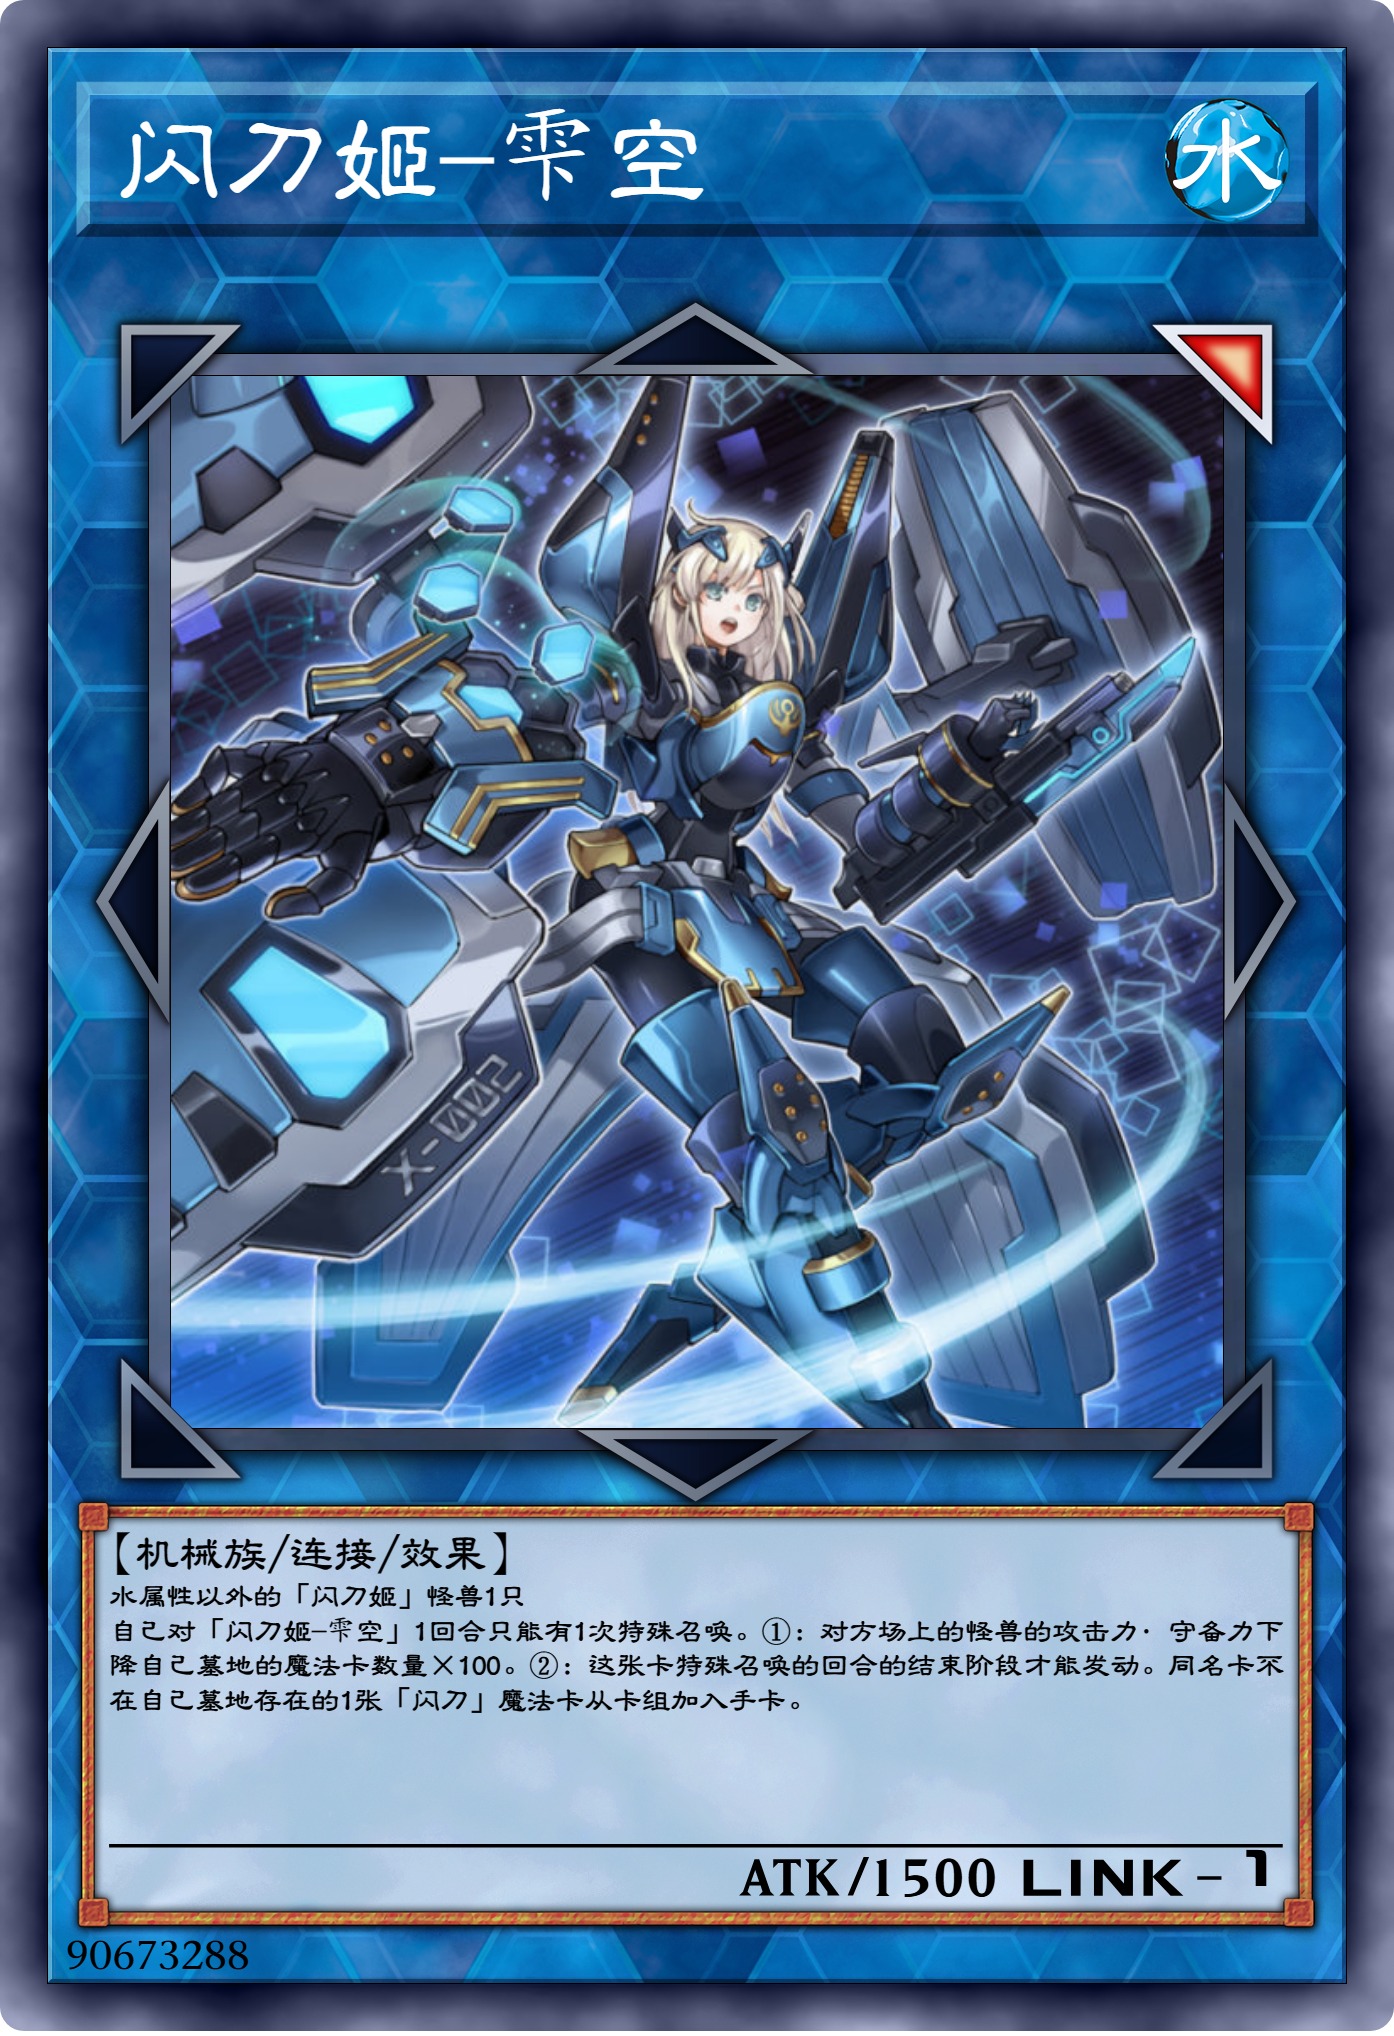 闪刀姬-雫空
水
X-002
【机械族/连接/效果】
水属性以外的「闪刀姬」怪兽1只
自己对「闪刀姬-雫空」1回合只能有1次特殊召唤。①：对方场上的怪兽的攻击力·守备力下
降自己墓地的魔法卡数量×100。②：这张卡特殊召唤的回合的结束阶段才能发动。同名卡不
在自己墓地存在的1张「闪刀」魔法卡从卡组加入手卡。
ATK/1500 LINK-1
90673288